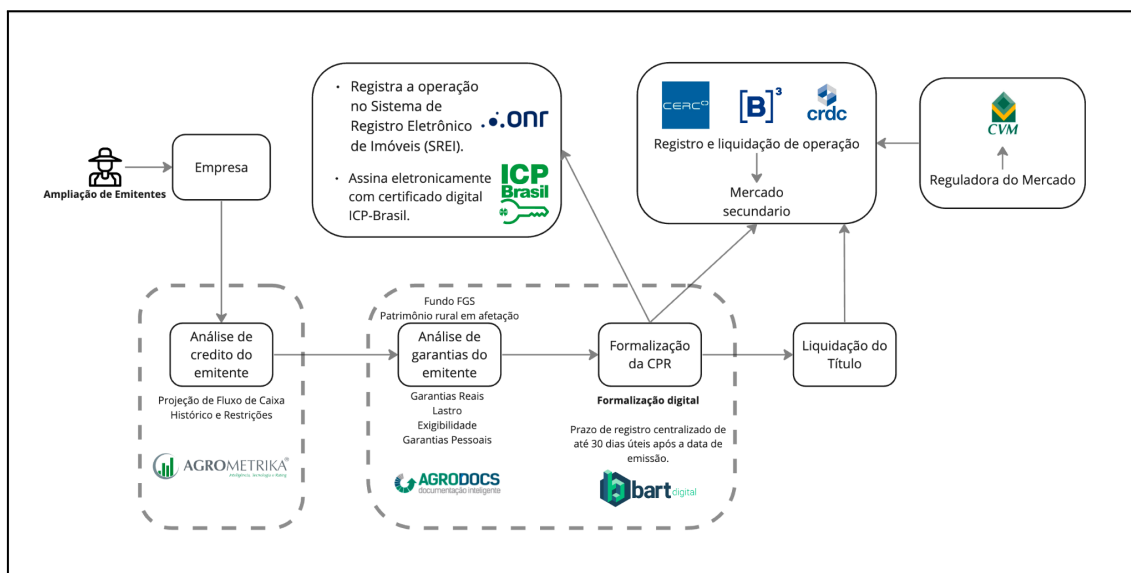 Ampliação de Emitentes
Empresa
• Registra a operação
no Sistema de
Registro Eletrônico
de Imóveis (SREI).
onr
• Assina eletronicamente
com certificado digital
ICP-Brasil.
ICP
Brasil
CERC
[B]³
crdc
Registro e liquidação de operação
Mercado
secundario
CVM
Reguladora do Mercado
Análise de
credito do
emitente
Projeção de Fluxo de Caixa
Histórico e Restrições
AGROMETRIKA®
Fundo FGS
Patrimônio rural em afetação
Análise de
garantias do
emitente
Garantias Reais
Lastro
Exigibilidade
Garantias Pessoais
AGRODOCS
documentação inteligente
Formalização
da CPR
Formalização digital
Prazo de registro centralizado de
até 30 dias úteis após a data de
emissão.
bart digital
Liquidação do
Título